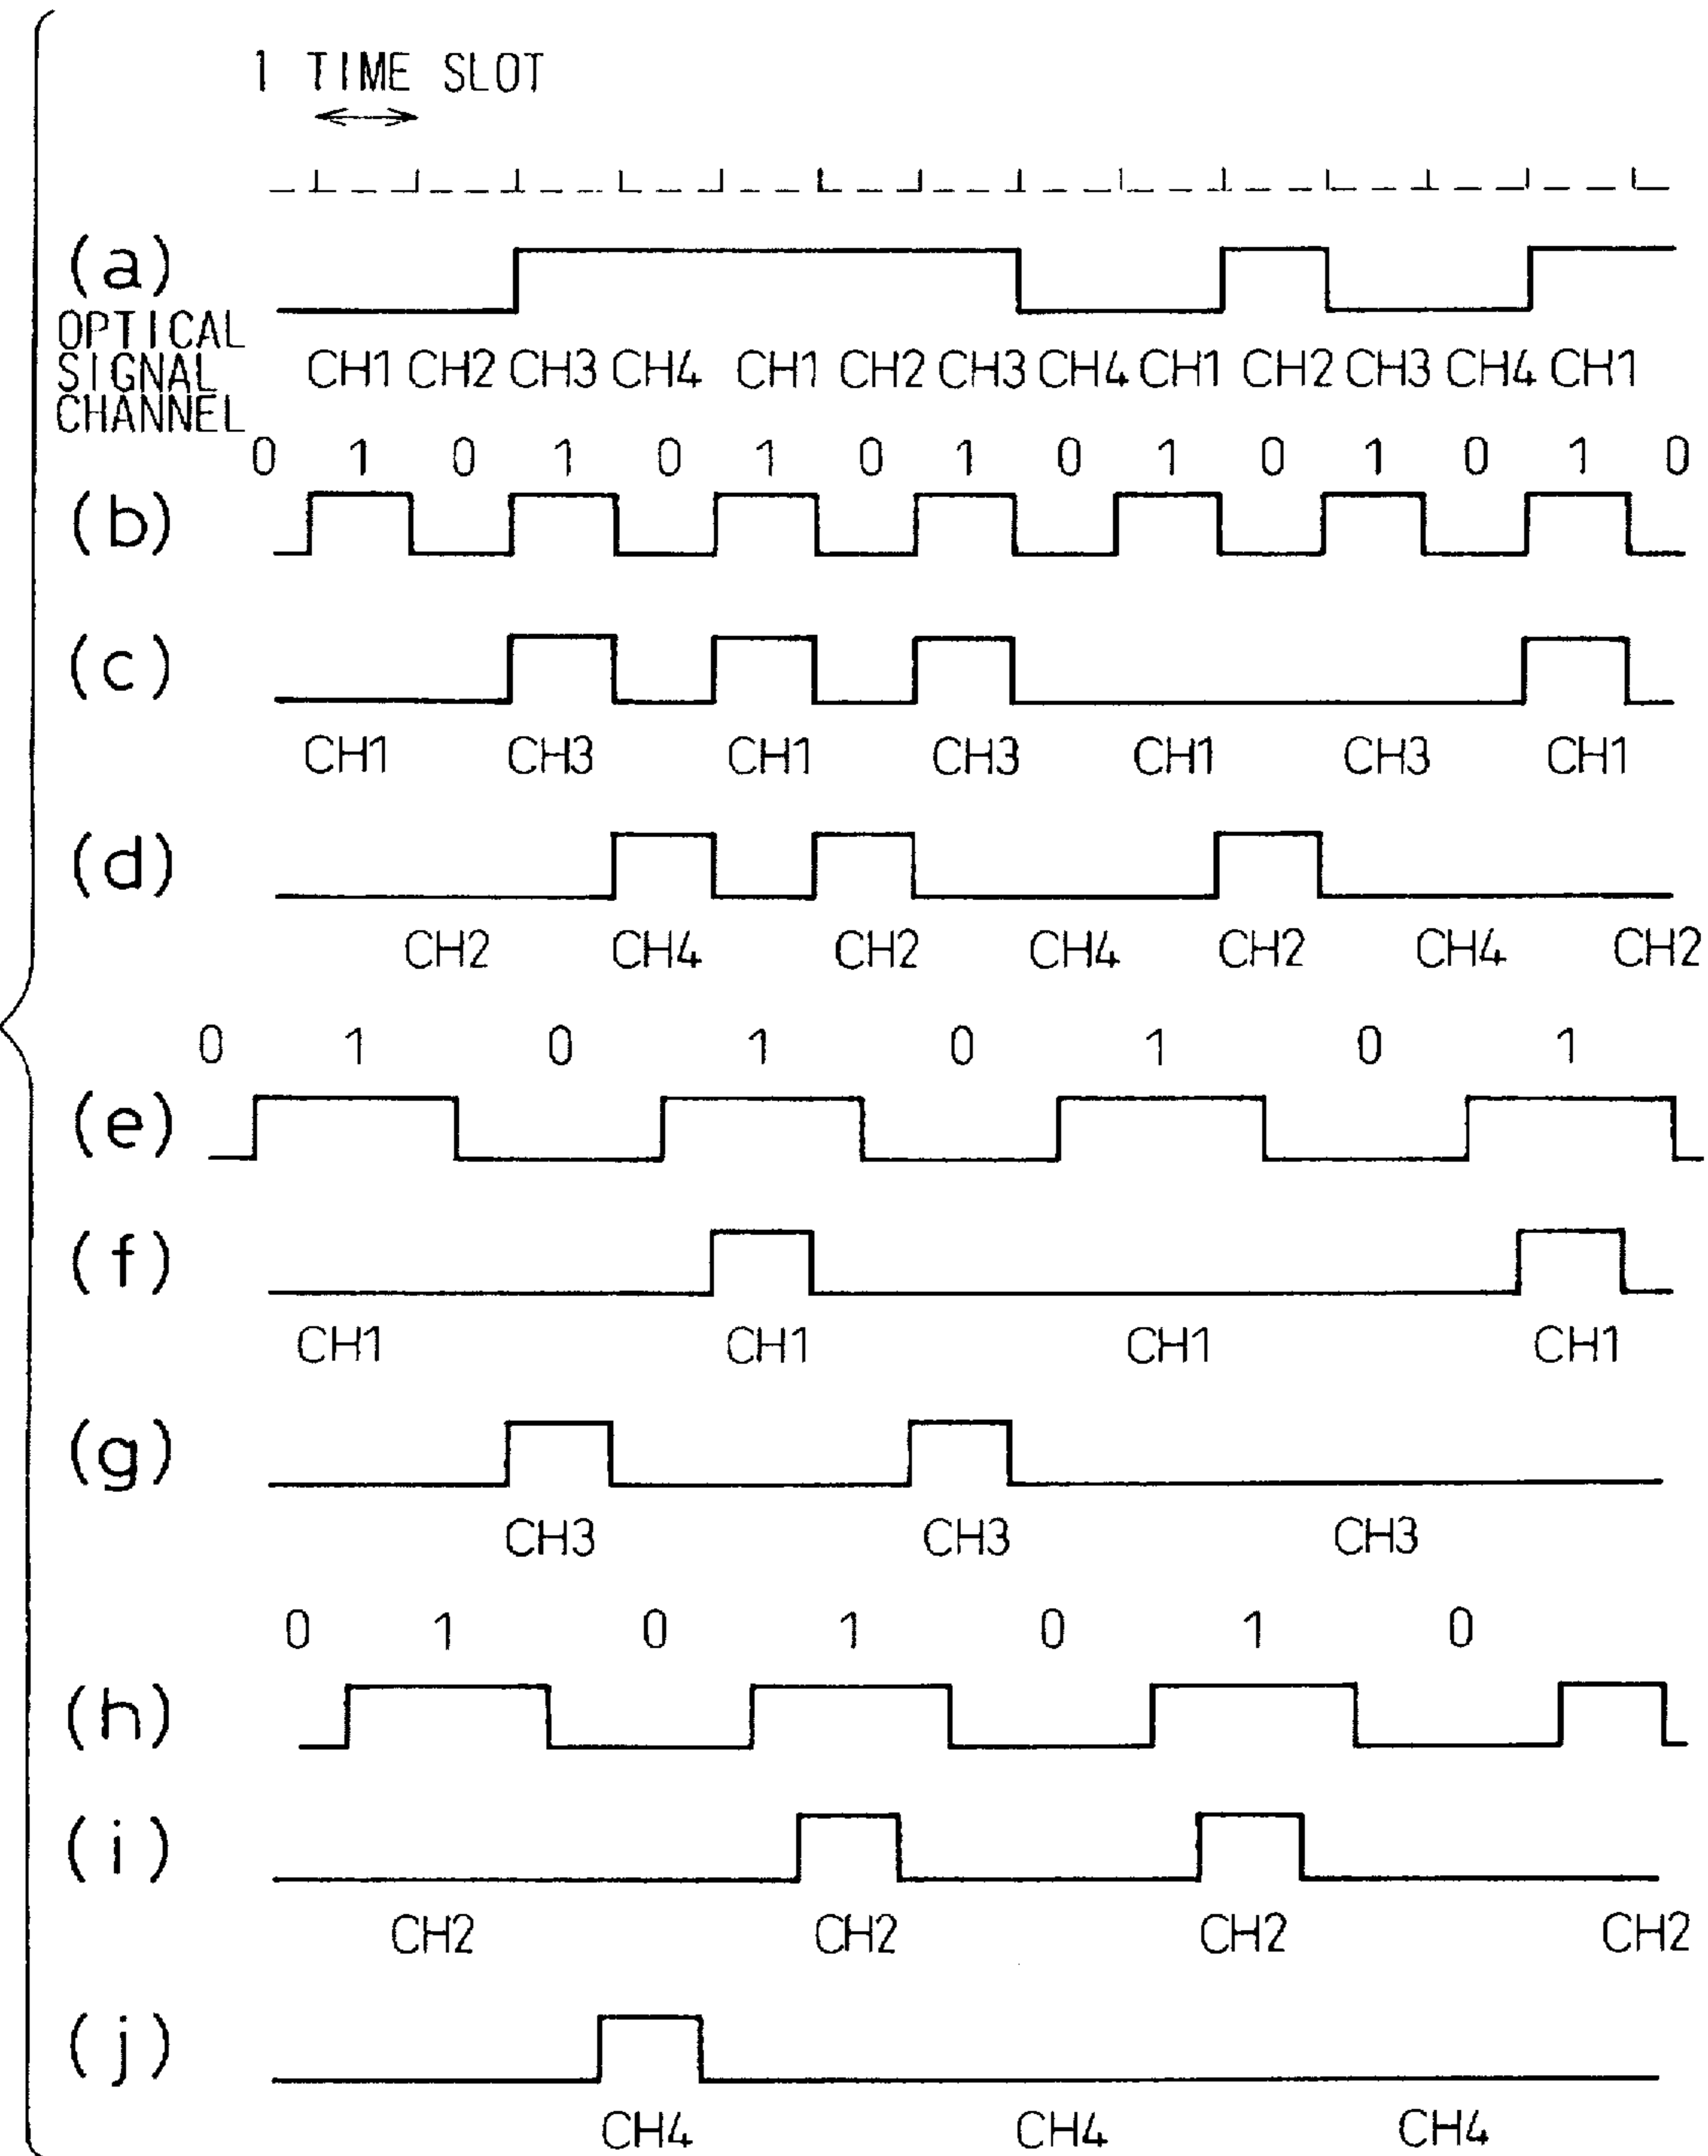 1 TIME SLOT
(a)
OPTICAL
SIGNAL
CHANNEL
CH1 CH2 CH3 CH4 CH1 CH2 CH3 CH4 CH1 CH2 CH3 CH4 CH1
0 1 0 1 0 1 0 1 0 1 0 1 0 1 0
(b)
(c)
CH1 CH3 CH1 CH3 CH1 CH3 CH1
(d)
CH2 CH4 CH2 CH4 CH2 CH4 CH2
0 1 0 1 0 1 0 1
(e)
(f)
CH1 CH1 CH1 CH1
(g)
CH3 CH3 CH3
0 1 0 1 0 1 0
(h)
(i)
CH2 CH2 CH2 CH2
(j)
CH4 CH4 CH4